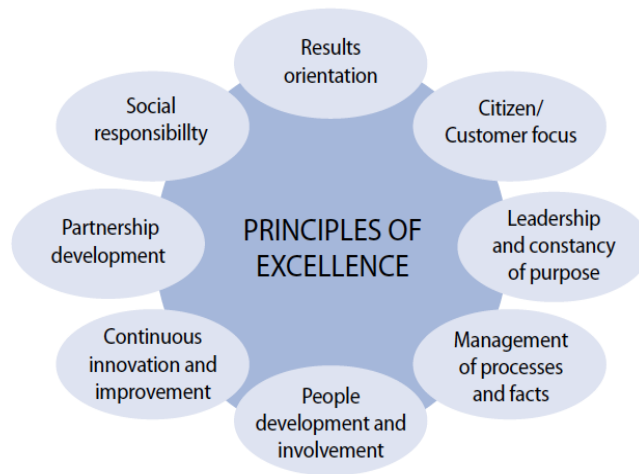 Results
orientation
Citizen/
Customer focus
Leadership
and constancy
of purpose
Management
of processes
and facts
People
development and
involvement
Continuous
innovation and
improvement
Partnership
development
Social
responsibillty
PRINCIPLES OF
EXCELLENCE